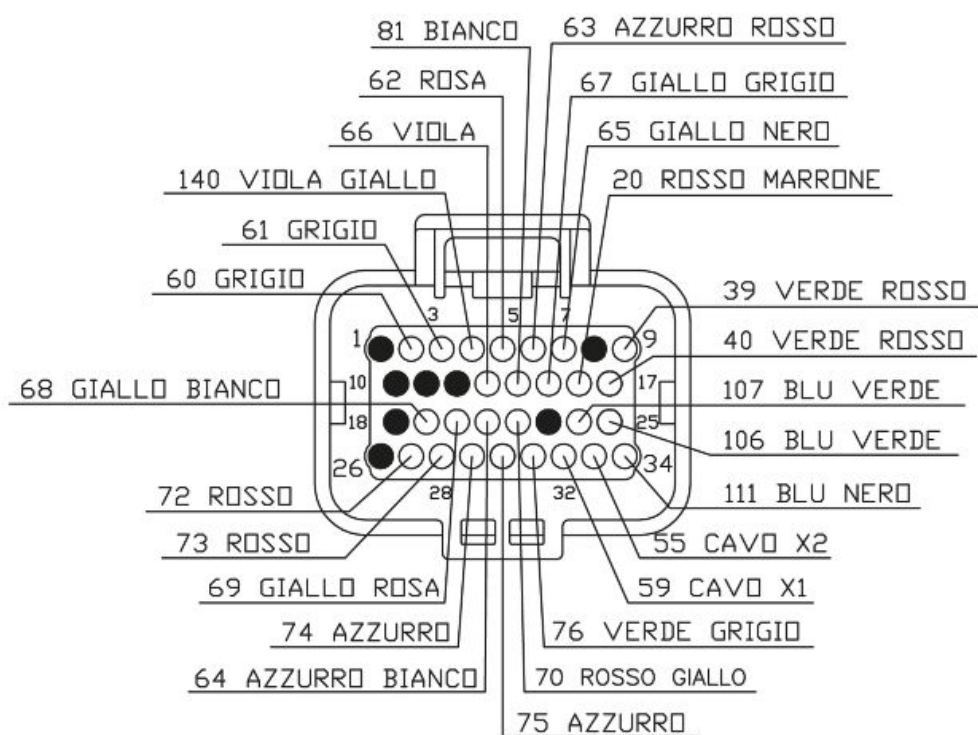 81 BIANCO
63 AZZURRO ROSSO
62 ROSA
67 GIALLO GRIGIO
66 VIOLA
65 GIALLO NERO
140 VIOLA GIALLO
20 ROSSO MARRONE
61 GRIGIO
60 GRIGIO
39 VERDE ROSSO
3 5 7
1 9
40 VERDE ROSSO
10 17
68 GIALLO BIANCO
107 BLU VERDE
18 25
106 BLU VERDE
26 34
28 32
72 ROSSO
111 BLU NERO
73 ROSSO
55 CAVO X2
69 GIALLO ROSA
59 CAVO X1
74 AZZURRO
76 VERDE GRIGIO
64 AZZURRO BIANCO
70 ROSSO GIALLO
75 AZZURRO